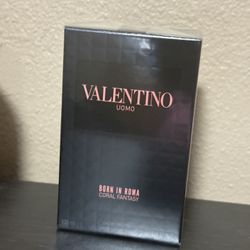 VALENTINO
UOMO
BORN IN ROMA
CORAL FANTASY